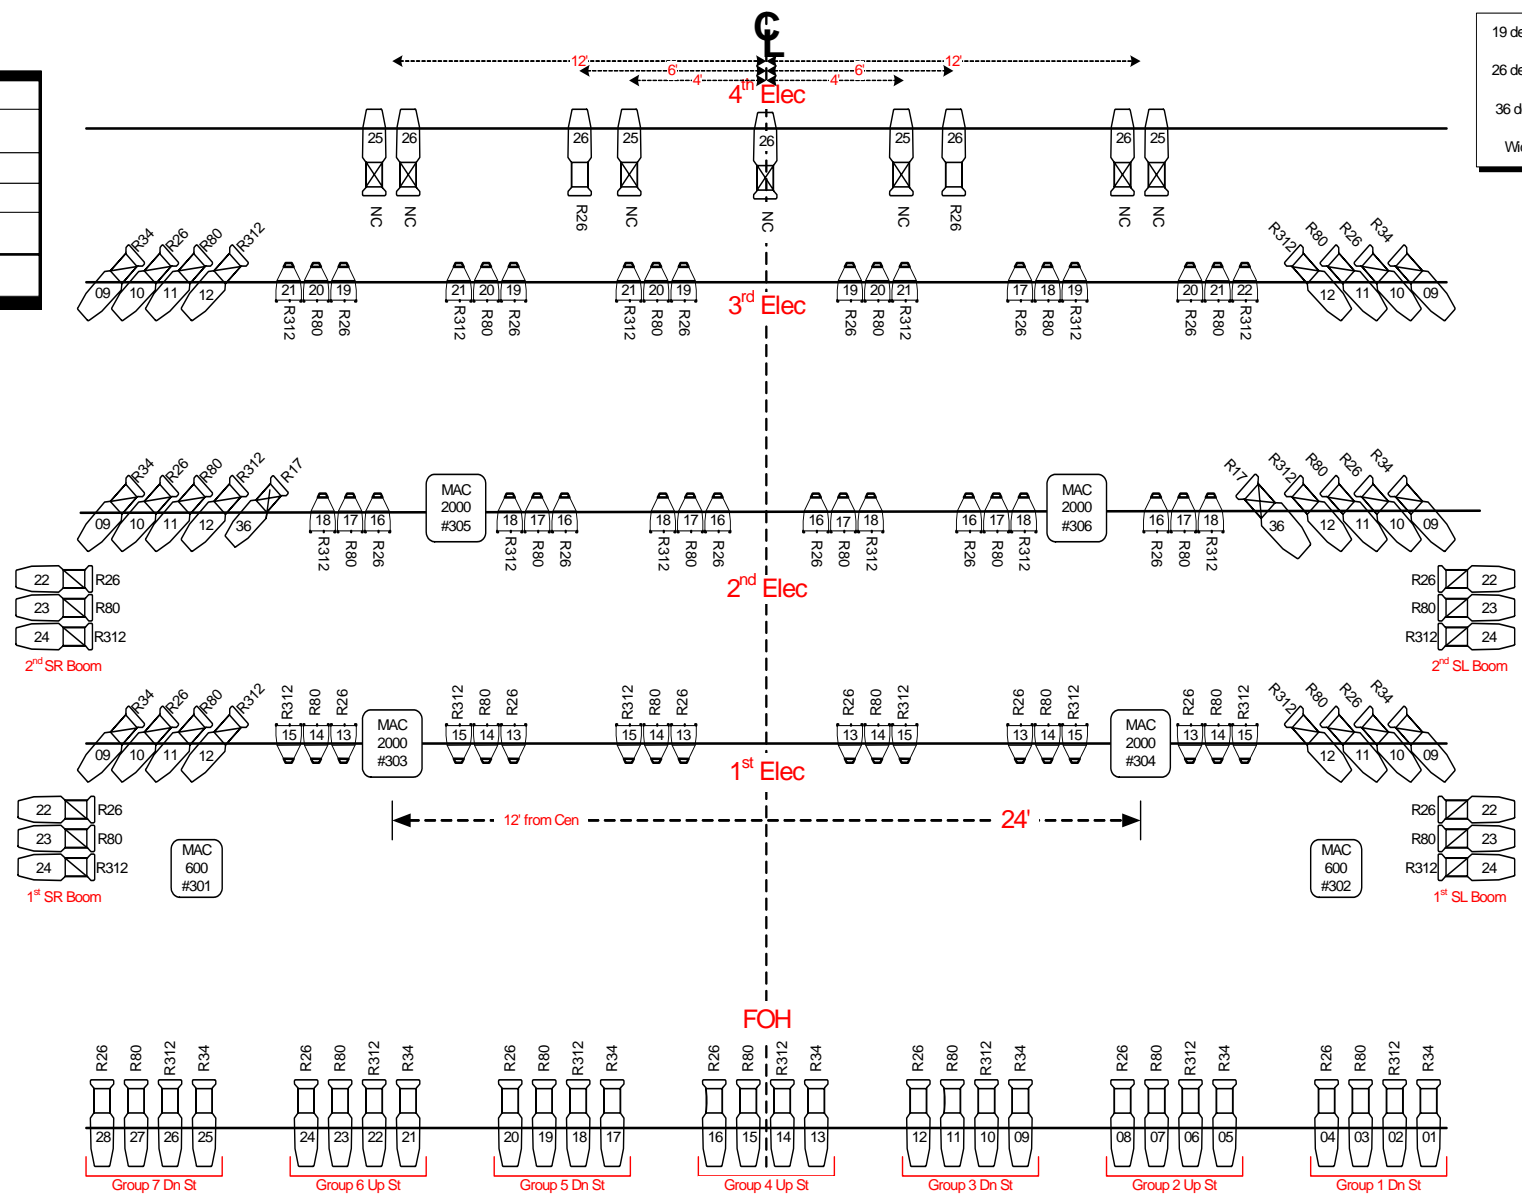 C
L
19 de
26 de
36 d
Wid
12' 12'
6' 6'
4' 4'
4th Elec
25 26 26 25 26 25 26 26 25
NC NC R26 NC NC NC R26 NC NC
R34 R26 R80 R312 R312 R80 R26 R34
09 10 11 12 21 20 19 21 20 19 21 20 19 19 20 21 17 18 19 20 21 22 12 11 10 09
R312 R80 R26 R312 R80 R26 R312 R80 R26 R26 R80 R312 R26 R80 R312 R26 R80 R312
3rd Elec
R34 R26 R80 R312 R17 R17 R312 R80 R26 R34
MAC
2000
#305
MAC
2000
#306
09 10 11 12 36 18 17 16 18 17 16 18 17 16 16 17 18 16 17 18 16 17 18 36 12 11 10 09
R312 R80 R26 R312 R80 R26 R312 R80 R26 R26 R80 R312 R26 R80 R312 R26 R80 R312
2nd Elec
22 R26
23 R80
24 R312
2nd SR Boom
R26 22
R80 23
R312 24
2nd SL Boom
R34 R26 R80 R312 R312 R80 R26 R312 R80 R26 R312 R80 R26 R26 R80 R312 R26 R80 R312 R26 R80 R312 R312 R80 R26 R34
MAC
2000
#303
MAC
2000
#304
09 10 11 12 15 14 13 15 14 13 15 14 13 13 14 15 13 14 15 13 14 15 12 11 10 09
1st Elec
12' from Cen 24'
22 R26
23 R80
24 R312
1st SR Boom
MAC
600
#301
MAC
600
#302
R26 22
R80 23
R312 24
1st SL Boom
FOH
R26 R80 R312 R34 R26 R80 R312 R34 R26 R80 R312 R34 R26 R80 R312 R34 R26 R80 R312 R34 R26 R80 R312 R34 R26 R80 R312 R34
28 27 26 25 24 23 22 21 20 19 18 17 16 15 14 13 12 11 10 09 08 07 06 05 04 03 02 01
Group 7 Dn St Group 6 Up St Group 5 Dn St Group 4 Up St Group 3 Dn St Group 2 Up St Group 1 Dn St